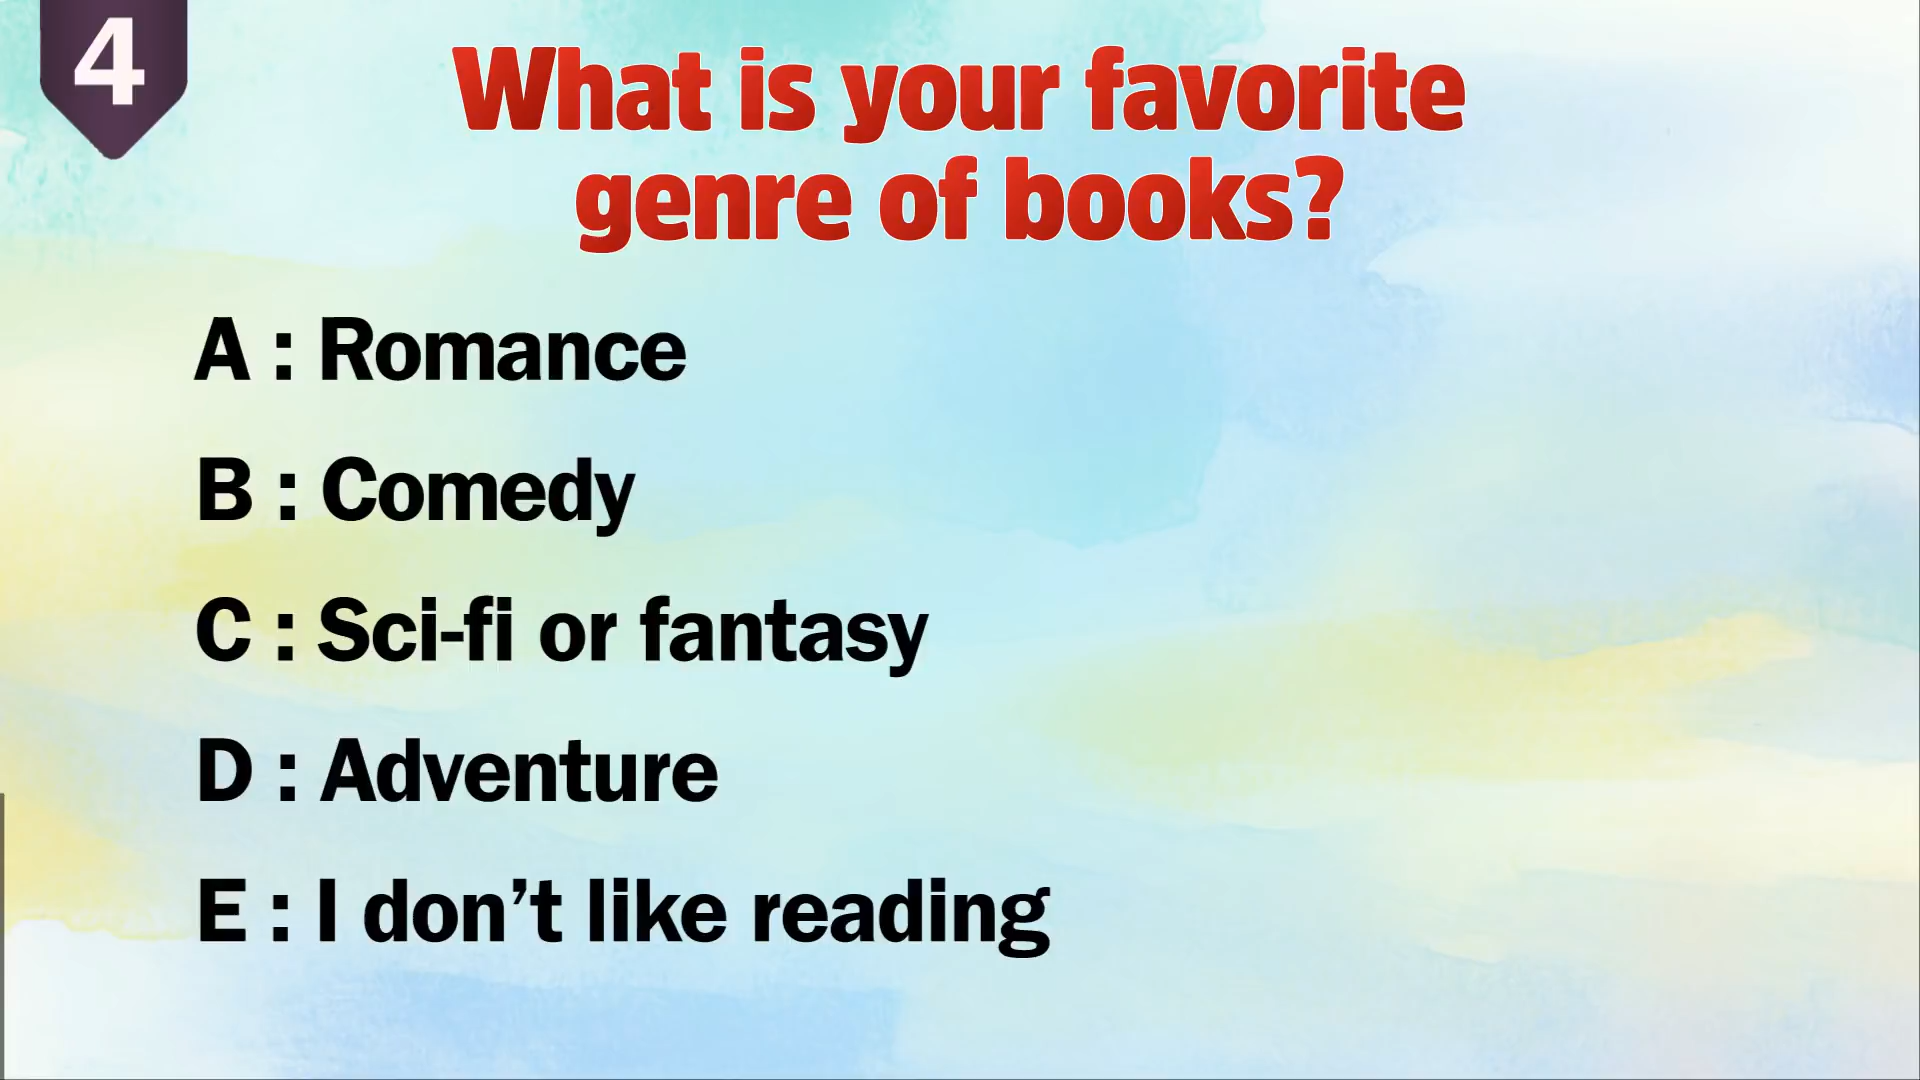 4
What is your favorite
genre of books?
A : Romance
B : Comedy
C : Sci-fi or fantasy
D : Adventure
E : I don’t like reading